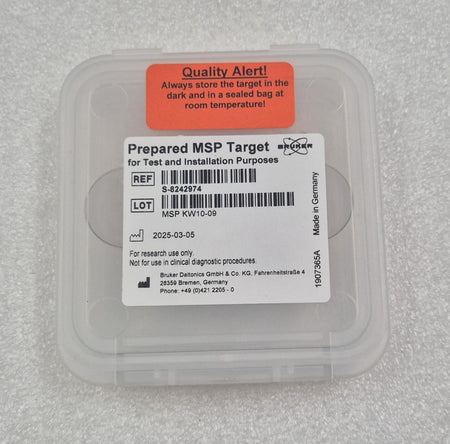 Quality Alert!
Always store the target in the
dark and in a sealed bag at
room temperature!
Prepared MSP Target
BRUKER
for Test and Installation Purposes
REF
S-8242974
LOT
MSP KW10-09
2025-03-05
For research use only.
Not for use in clinical diagnostic procedures.
Bruker Daltonics GmbH & Co. KG, Fahrenheitstraße 4
28359 Bremen, Germany
Phone: +49 (0)421 2205 - 0
1907365A
Made in Germany